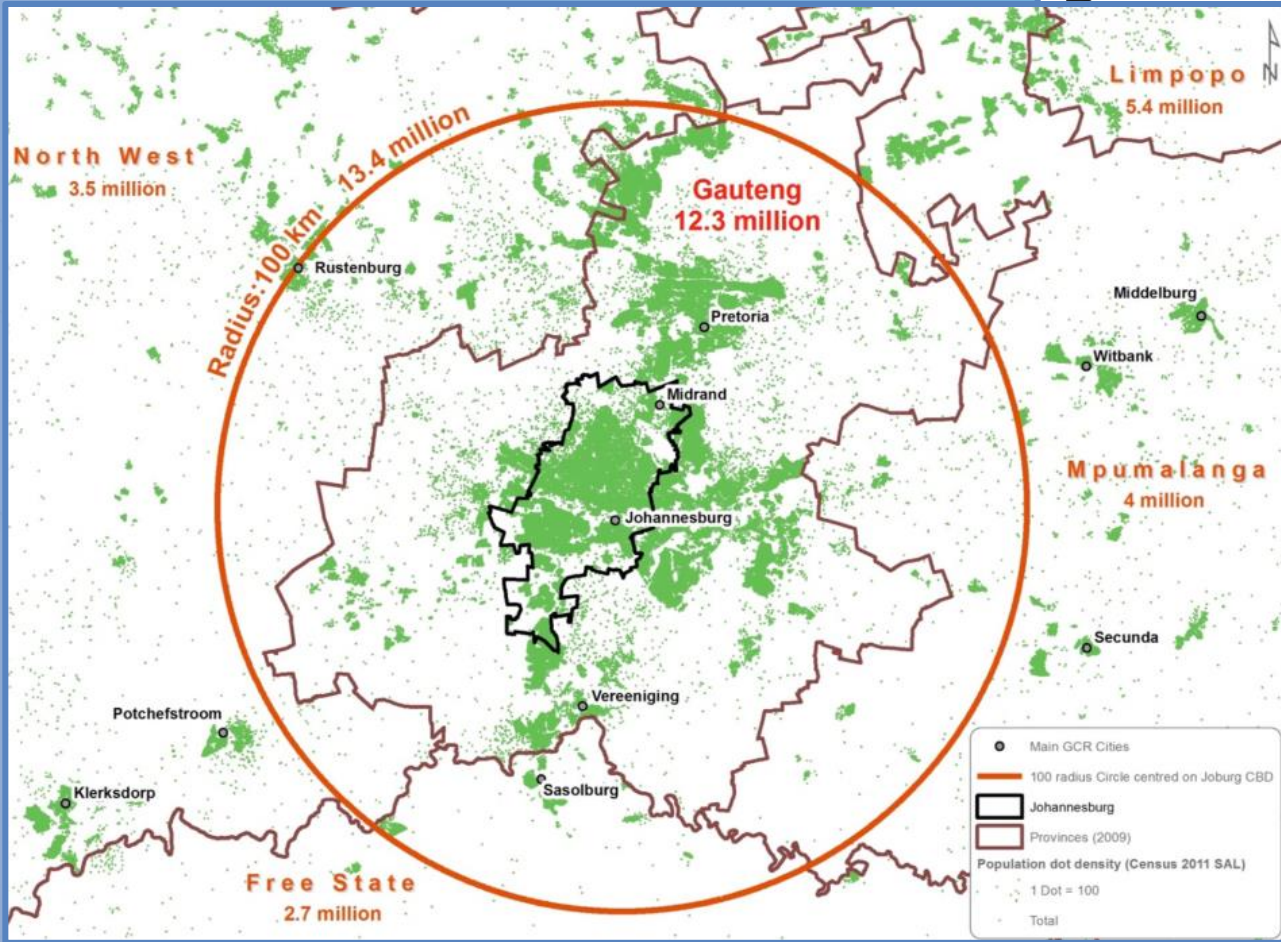 N
Limpopo
5.4 million
North West
3.5 million
Radius:100 km 13.4 million
Gauteng
12.3 million
Rustenburg
Pretoria
Middelburg
Witbank
Midrand
Mpumalanga
4 million
Johannesburg
Secunda
Vereeniging
Potchefstroom
Sasolburg
Klerksdorp
Free State
2.7 million
Main GCR Cities
100 radius Circle centred on Joburg CBD
Johannesburg
Provinces (2009)
Population dot density (Census 2011 SAL)
1 Dot = 100
Total